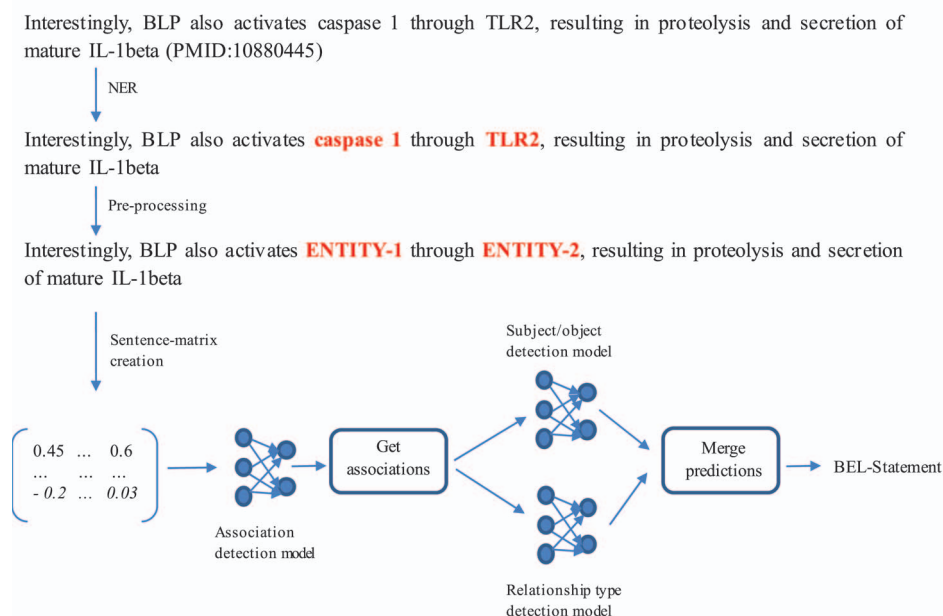 Interestingly, BLP also activates caspase 1 through TLR2, resulting in proteolysis and secretion of
mature IL-1beta (PMID:10880445)
NER
Interestingly, BLP also activates caspase 1 through TLR2, resulting in proteolysis and secretion of
mature IL-1beta
Pre-processing
Interestingly, BLP also activates ENTITY-1 through ENTITY-2, resulting in proteolysis and secretion
of mature IL-1beta
Sentence-matrix
creation
Subject/object
detection model
0.45 ... 0.6
... ... ...
- 0.2 ... 0.03
Association
detection model
Get
associations
Merge
predictions
BEL-Statement
Relationship type
detection model